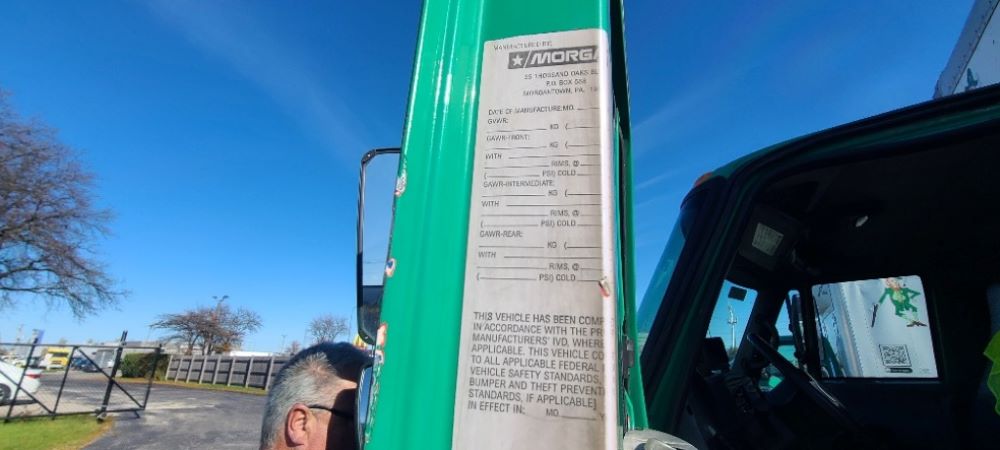 MANUFACTURED BY:
MORGA
25 THOUSAND OAKS BL
P.O. BOX 588
MORGANTOWN, PA. 19
DATE OF MANUFACTURE: MO.
GVWR:
KG (
GAWR-FRONT:
KG (
WITH
RIMS, @
( PSI) COLD
GAWR-INTERMEDIATE:
KG (
WITH
RIMS, @
( PSI) COLD
GAWR-REAR:
KG (
WITH
RIMS, @
( PSI) COLD
THIS VEHICLE HAS BEEN COMP
IN ACCORDANCE WITH THE PR
MANUFACTURERS' IVD, WHERE
APPLICABLE. THIS VEHICLE CO
TO ALL APPLICABLE FEDERAL
VEHICLE SAFETY STANDARDS,
BUMPER AND THEFT PREVENT
STANDARDS, IF APPLICABLE]
IN EFFECT IN: MO. Y